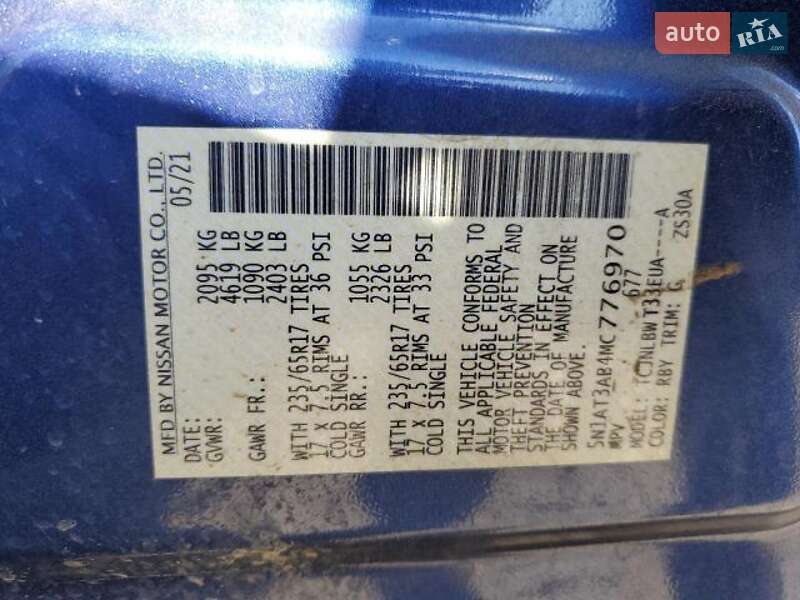 auto RIA
.com
MFD BY NISSAN MOTOR CO., LTD.
DATE: 05/21
GVWR: 2095 KG
4619 LB
GAWR FR.: 1090 KG
2403 LB
WITH 235/65R17 TIRES
17 X 7.5 RIMS AT 36 PSI
COLD SINGLE
GAWR RR.: 1055 KG
2326 LB
WITH 235/65R17 TIRES
17 X 7.5 RIMS AT 33 PSI
COLD SINGLE
THIS VEHICLE CONFORMS TO
ALL APPLICABLE FEDERAL
MOTOR VEHICLE SAFETY AND
THEFT PREVENTION
STANDARDS IN EFFECT ON
THE DATE OF MANUFACTURE
SHOWN ABOVE.
5N1AT3AB4MC776970
MPV 677
MODEL: TCJNLBW T33EUA----A
COLOR: RBY TRIM: G ZS30A